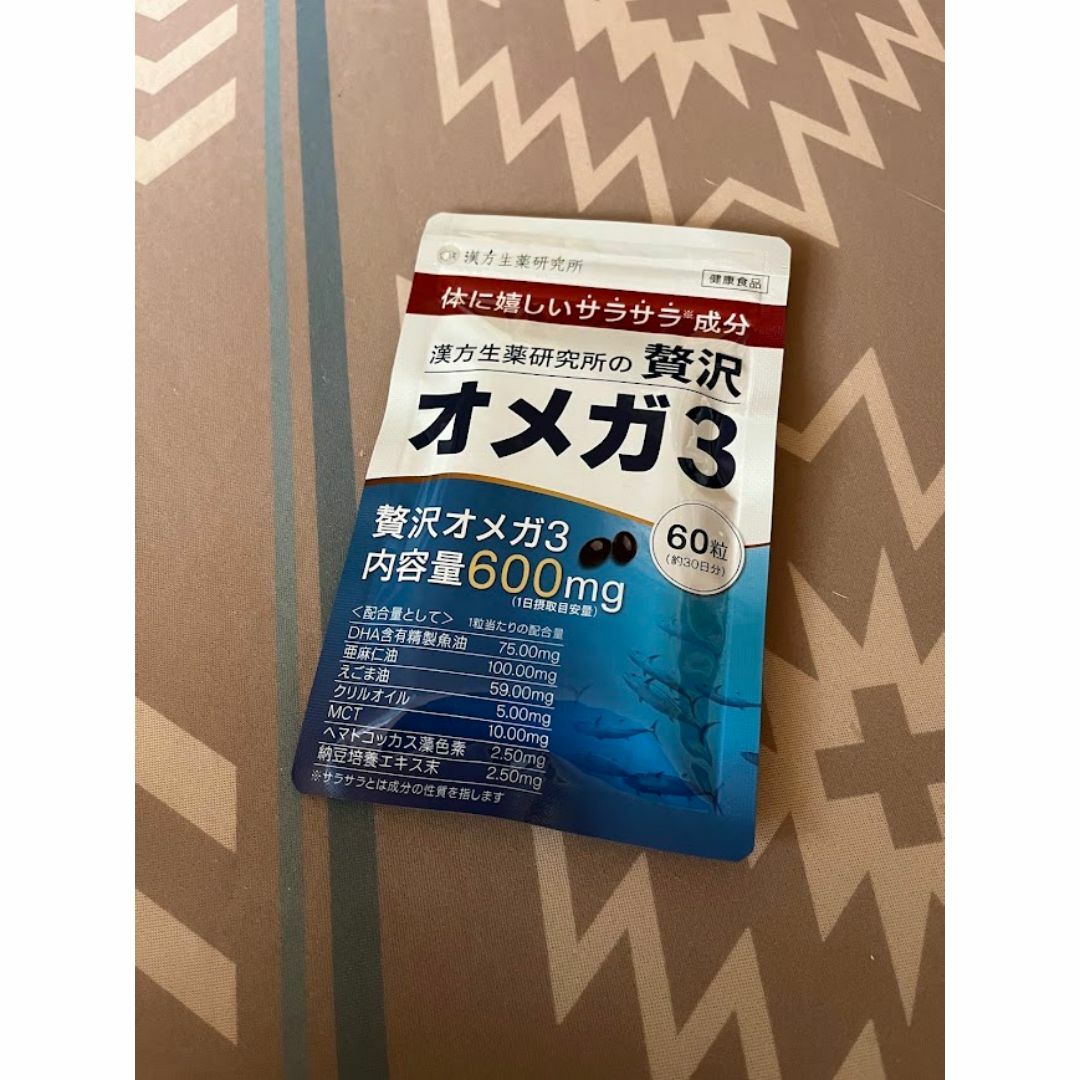 漢方生薬研究所
健康食品
体に嬉しいサラサラ※成分
漢方生薬研究所の 贅沢
オメガ3
贅沢オメガ3
内容量600mg
(1日摂取目安量)
60粒
(約30日分)
<配合量として> 1粒当たりの配合量
DHA含有精製魚油 75.00mg
亜麻仁油 100.00mg
えごま油 59.00mg
クリルオイル 5.00mg
MCT 10.00mg
ヘマトコッカス藻色素 2.50mg
納豆培養エキス末 2.50mg
※サラサラとは成分の性質を指します